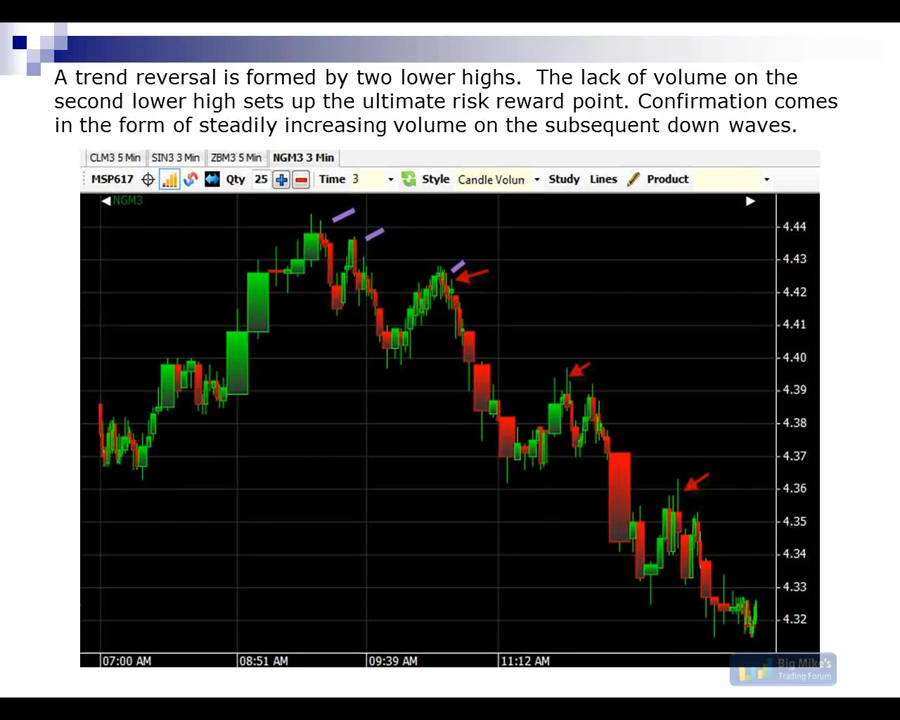 A trend reversal is formed by two lower highs.  The lack of volume on the
second lower high sets up the ultimate risk reward point. Confirmation comes
in the form of steadily increasing volume on the subsequent down waves.
CLM3 5 Min SIN3 3 Min ZBM3 5 Min NGM3 3 Min
MSP617 Qty 25 Time 3 Style Candle Volun Study Lines Product
NGM3
4.44
4.43
4.42
4.41
4.40
4.39
4.38
4.37
4.36
4.35
4.34
4.33
4.32
07:00 AM 08:51 AM 09:39 AM 11:12 AM
Big Mike's
Trading Forum